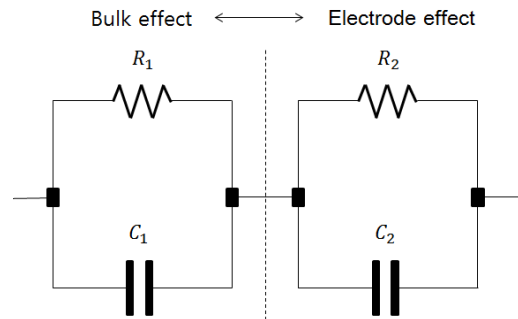 Bulk effect Electrode effect
R₁ R₂
C₁ C₂